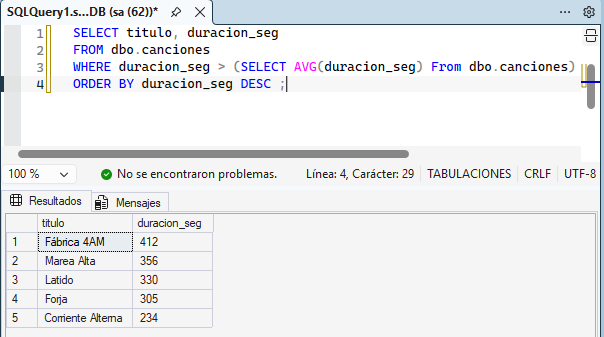 SQLQuery1.s...DB (sa (62))*
1 SELECT titulo, duracion_seg
2 FROM dbo.canciones
3 WHERE duracion_seg > (SELECT AVG(duracion_seg) From dbo.canciones)
4 ORDER BY duracion_seg DESC ;
100 % No se encontraron problemas. Línea: 4, Carácter: 29 TABULACIONES CRLF UTF-8
Resultados Mensajes
titulo duracion_seg
1 Fábrica 4AM 412
2 Marea Alta 356
3 Latido 330
4 Forja 305
5 Corriente Alterna 234